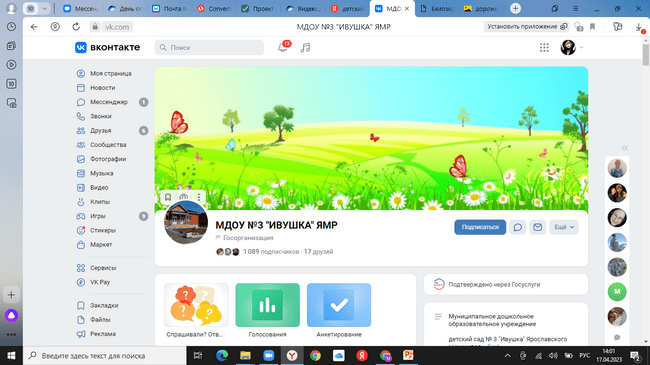 10
Мессен
День от
Почта М
Convert
Проект
Яндекс
детский
МДО
Белозер
дорожн
vk.com
МДОУ №3 "ИВУШКА" ЯМР
Установить приложение
ВКОНТАКТЕ
Поиск
Моя страница
Новости
Мессенджер
Звонки
Друзья
Сообщества
Фотографии
Музыка
Видео
Клипы
Игры
Стикеры
Маркет
Сервисы
VK Pay
Закладки
Файлы
Реклама
МДОУ №3 "ИВУШКА" ЯМР
Госорганизация
1 089 подписчиков · 17 друзей
Подписаться
Ещё
Спрашивали? Отв...
Голосования
Анкетирование
Подтверждено через Госуслуги
Муниципальное дошкольное
образовательное учреждение
детский сад № 3 "Ивушка" Ярославского
М
Введите здесь текст для поиска
РУС
14:01
17.04.2023